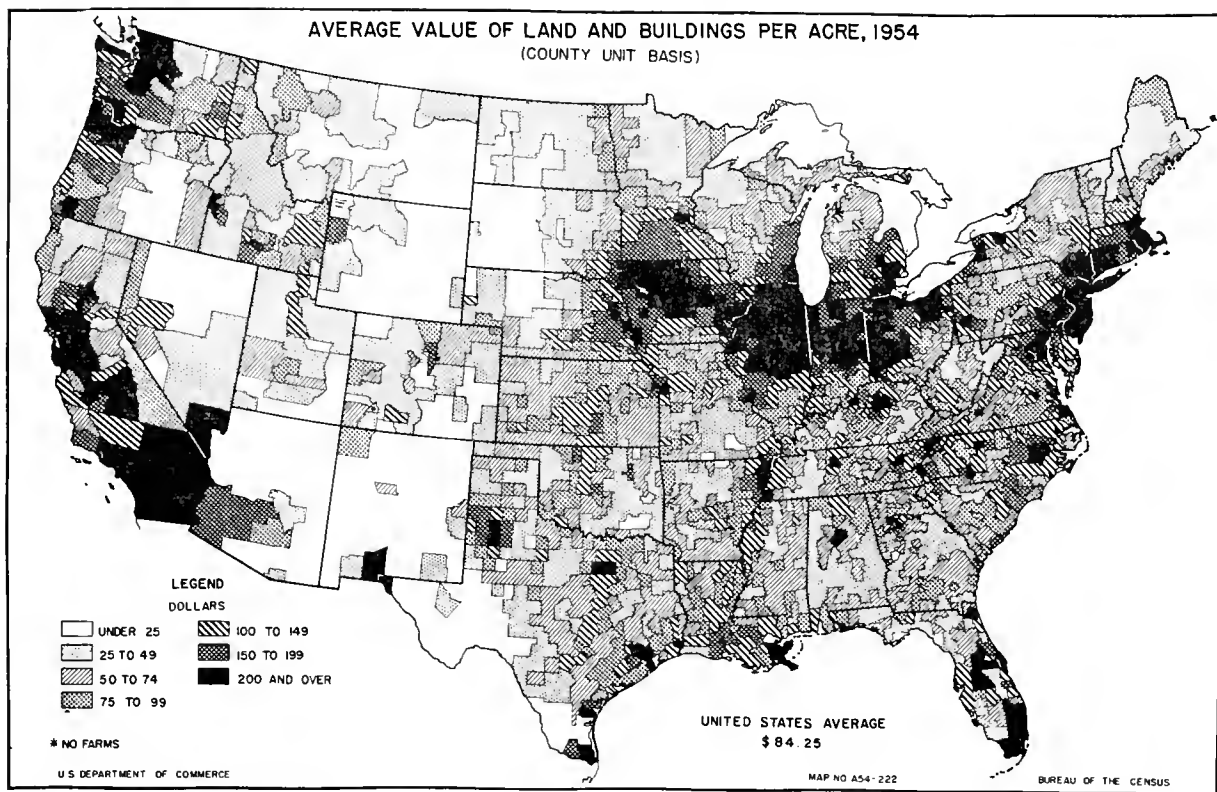 AVERAGE VALUE OF LAND AND BUILDINGS PER ACRE, 1954
(COUNTY UNIT BASIS)
LEGEND
DOLLARS
UNDER 25
25 TO 49
50 TO 74
75 TO 99
100 TO 149
150 TO 199
200 AND OVER
* NO FARMS
UNITED STATES AVERAGE
$ 84.25
U S DEPARTMENT OF COMMERCE
MAP NO A54-222
BUREAU OF THE CENSUS